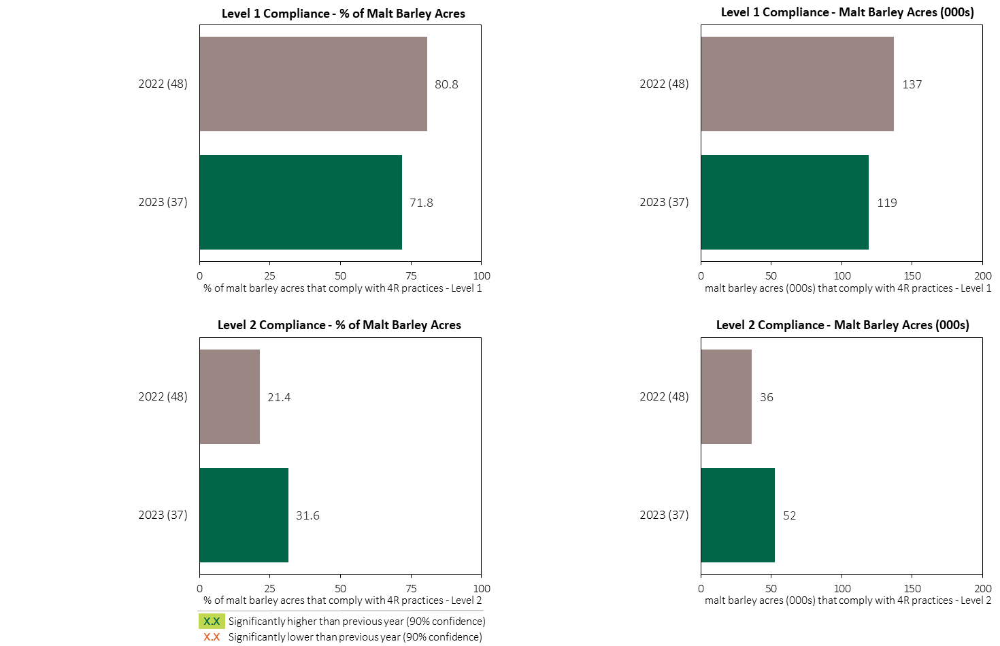 Level 1 Compliance - % of Malt Barley Acres
2022 (48)
80.8
2023 (37)
71.8
0 25 50 75 100
% of malt barley acres that comply with 4R practices - Level 1
Level 1 Compliance - Malt Barley Acres (000s)
2022 (48)
137
2023 (37)
119
0 50 100 150 200
malt barley acres (000s) that comply with 4R practices - Level 1
Level 2 Compliance - % of Malt Barley Acres
2022 (48)
21.4
2023 (37)
31.6
0 25 50 75 100
% of malt barley acres that comply with 4R practices - Level 2
Level 2 Compliance - Malt Barley Acres (000s)
2022 (48)
36
2023 (37)
52
0 50 100 150 200
malt barley acres (000s) that comply with 4R practices - Level 2
X.X Significantly higher than previous year (90% confidence)
X.X Significantly lower than previous year (90% confidence)